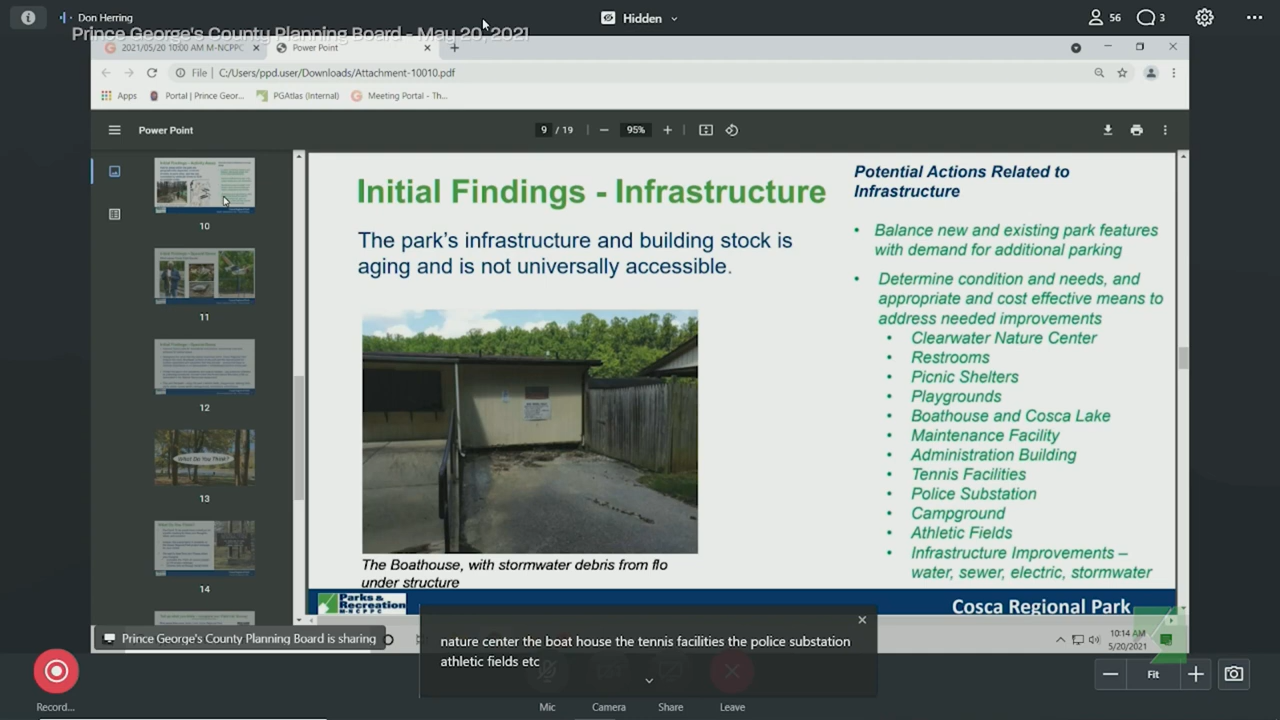 Don Herring
Hidden
56
3
Prince George's County Planning Board - May 20, 2021
2021/05/20 10:00 AM M-NCPPC
Power Point
File
C:/Users/ppd.user/Downloads/Attachment-10010.pdf
Apps
Portal | Prince Geor...
PGAtlas (Internal)
Meeting Portal - Th...
Power Point
9 / 19
95%
10
11
12
What Do You Think?
13
14
Initial Findings - Infrastructure
The park's infrastructure and building stock is
aging and is not universally accessible.
The Boathouse, with stormwater debris from flo
under structure
Potential Actions Related to
Infrastructure
• Balance new and existing park features
with demand for additional parking
• Determine condition and needs, and
appropriate and cost effective means to
address needed improvements
• Clearwater Nature Center
• Restrooms
• Picnic Shelters
• Playgrounds
• Boathouse and Cosca Lake
• Maintenance Facility
• Administration Building
• Tennis Facilities
• Police Substation
• Campground
• Athletic Fields
• Infrastructure Improvements –
water, sewer, electric, stormwater
Parks &
Recreation
M-NCPPC
Cosca Regional Park
Prince George's County Planning Board is sharing
nature center the boat house the tennis facilities the police substation
athletic fields etc
10:14 AM
5/20/2021
Record...
Mic
Camera
Share
Leave
Fit